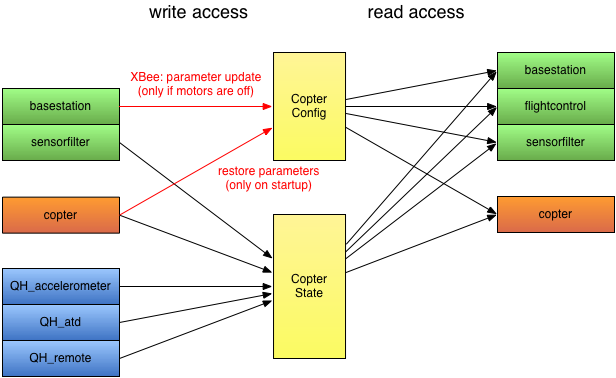 write access
read access
XBee: parameter update
(only if motors are off)
basestation
sensorfilter
restore parameters
(only on startup)
copter
QH_accelerometer
QH_atd
QH_remote
Copter
Config
Copter
State
basestation
flightcontrol
sensorfilter
copter